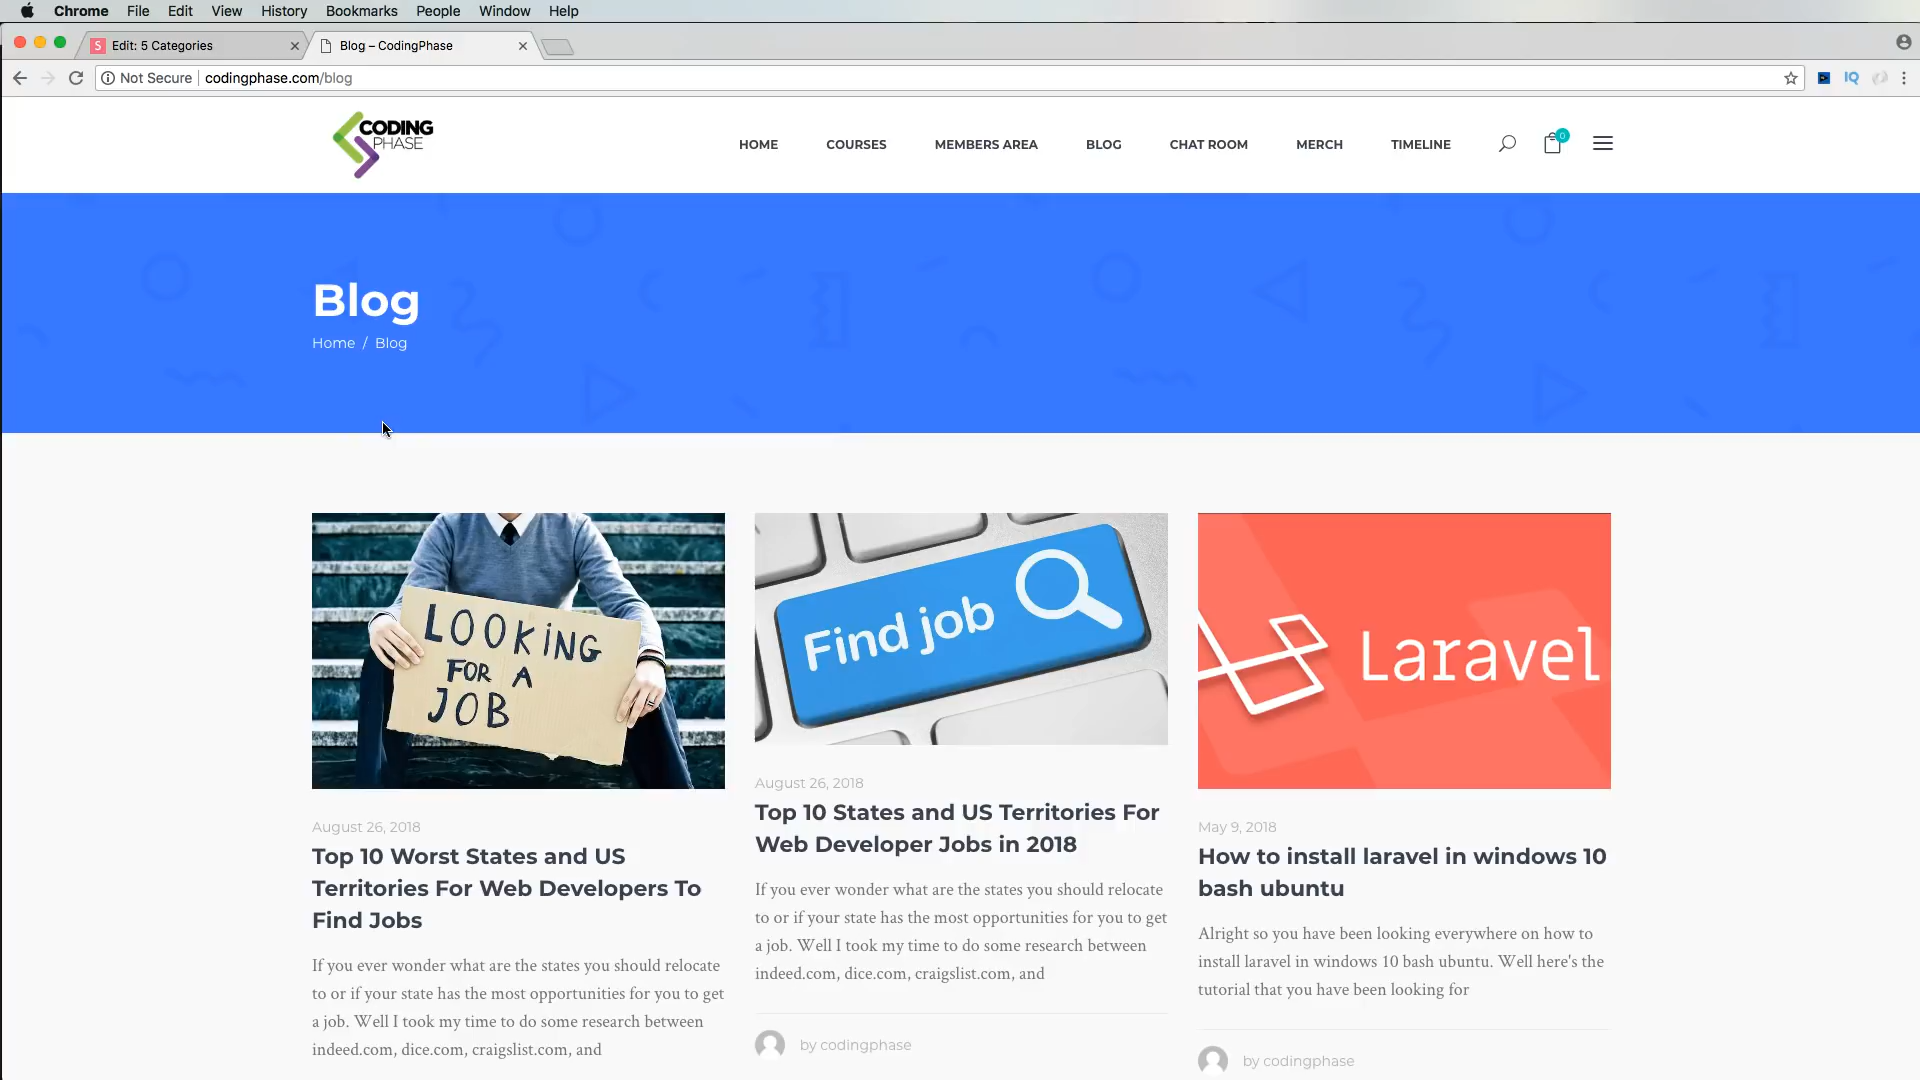 Chrome File Edit View History Bookmarks People Window Help
S Edit: 5 Categories
Blog – CodingPhase
Not Secure codingphase.com/blog
IQ
CODING
PHASE
HOME COURSES MEMBERS AREA BLOG CHAT ROOM MERCH TIMELINE
0
Blog
Home / Blog
LOOKING
FOR A
JOB
August 26, 2018
Top 10 Worst States and US
Territories For Web Developers To
Find Jobs
If you ever wonder what are the states you should relocate
to or if your state has the most opportunities for you to get
a job. Well I took my time to do some research between
indeed.com, dice.com, craigslist.com, and
Find job
August 26, 2018
Top 10 States and US Territories For
Web Developer Jobs in 2018
If you ever wonder what are the states you should relocate
to or if your state has the most opportunities for you to get
a job. Well I took my time to do some research between
indeed.com, dice.com, craigslist.com, and
by codingphase
Laravel
May 9, 2018
How to install laravel in windows 10
bash ubuntu
Alright so you have been looking everywhere on how to
install laravel in windows 10 bash ubuntu. Well here's the
tutorial that you have been looking for
by codingphase